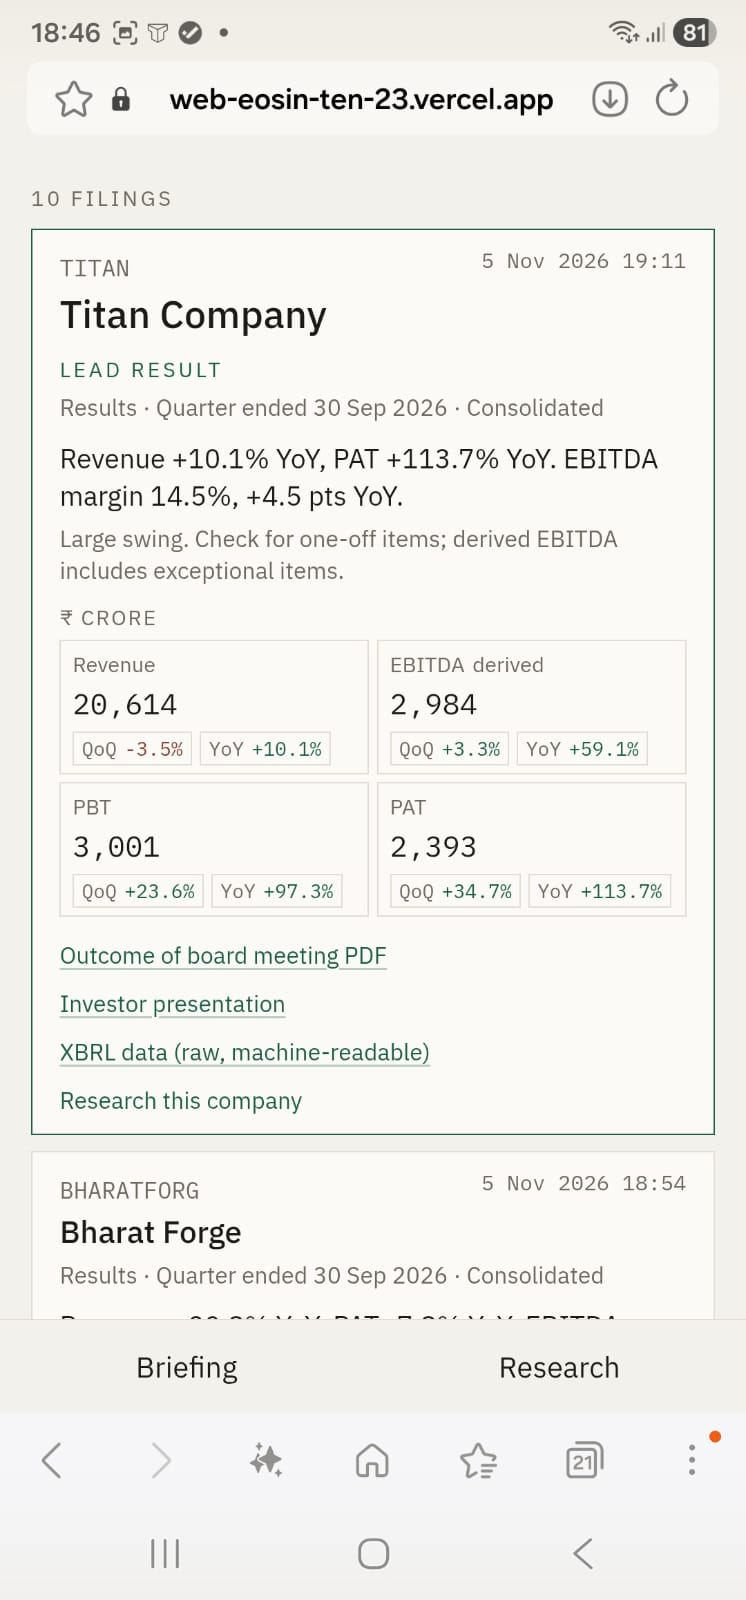 18:46
81
web-eosin-ten-23.vercel.app
10 FILINGS
TITAN
5 Nov 2026 19:11
Titan Company
LEAD RESULT
Results · Quarter ended 30 Sep 2026 · Consolidated
Revenue +10.1% YoY, PAT +113.7% YoY. EBITDA
margin 14.5%, +4.5 pts YoY.
Large swing. Check for one-off items; derived EBITDA
includes exceptional items.
₹ CRORE
Revenue
20,614
QoQ -3.5% YoY +10.1%
EBITDA derived
2,984
QoQ +3.3% YoY +59.1%
PBT
3,001
QoQ +23.6% YoY +97.3%
PAT
2,393
QoQ +34.7% YoY +113.7%
Outcome of board meeting PDF
Investor presentation
XBRL data (raw, machine-readable)
Research this company
BHARATFORG
5 Nov 2026 18:54
Bharat Forge
Results · Quarter ended 30 Sep 2026 · Consolidated
Briefing
Research
21